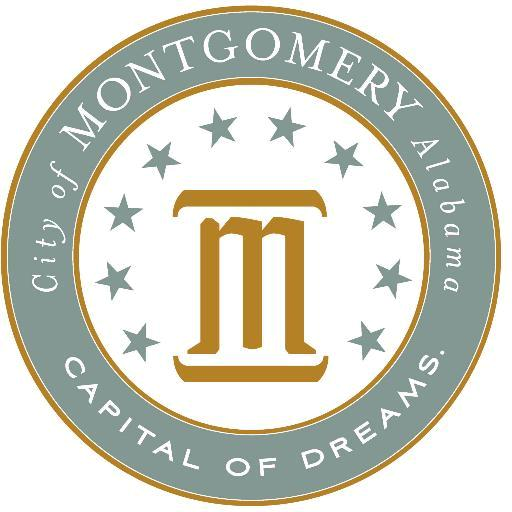 City of MONTGOMERY Alabama
m
CAPITAL OF DREAMS.